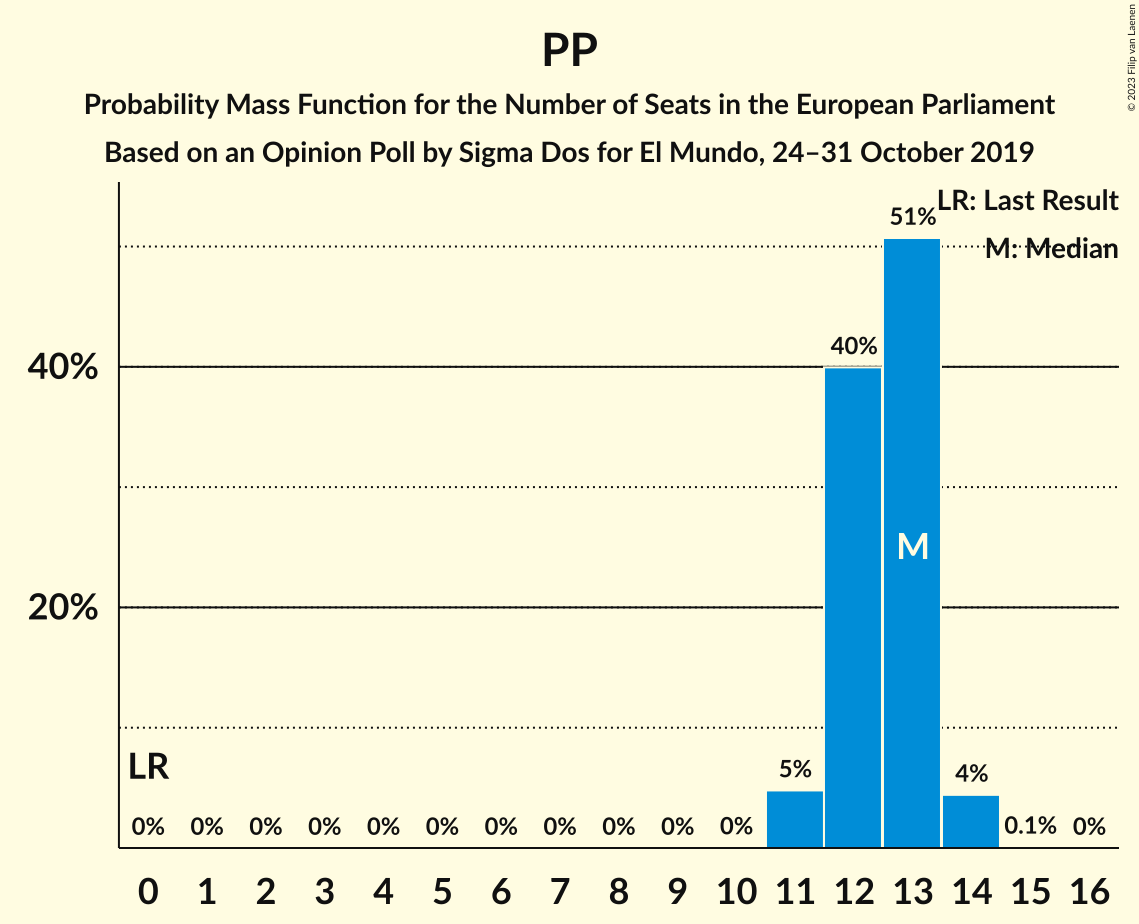 PP
Probability Mass Function for the Number of Seats in the European Parliament
Based on an Opinion Poll by Sigma Dos for El Mundo, 24–31 October 2019
© 2023 Filip van Laenen
LR: Last Result
M: Median
51%
40%
40%
M
20%
LR
5%
4%
0% 0% 0% 0% 0% 0% 0% 0% 0% 0% 0% 0.1% 0%
0 1 2 3 4 5 6 7 8 9 10 11 12 13 14 15 16